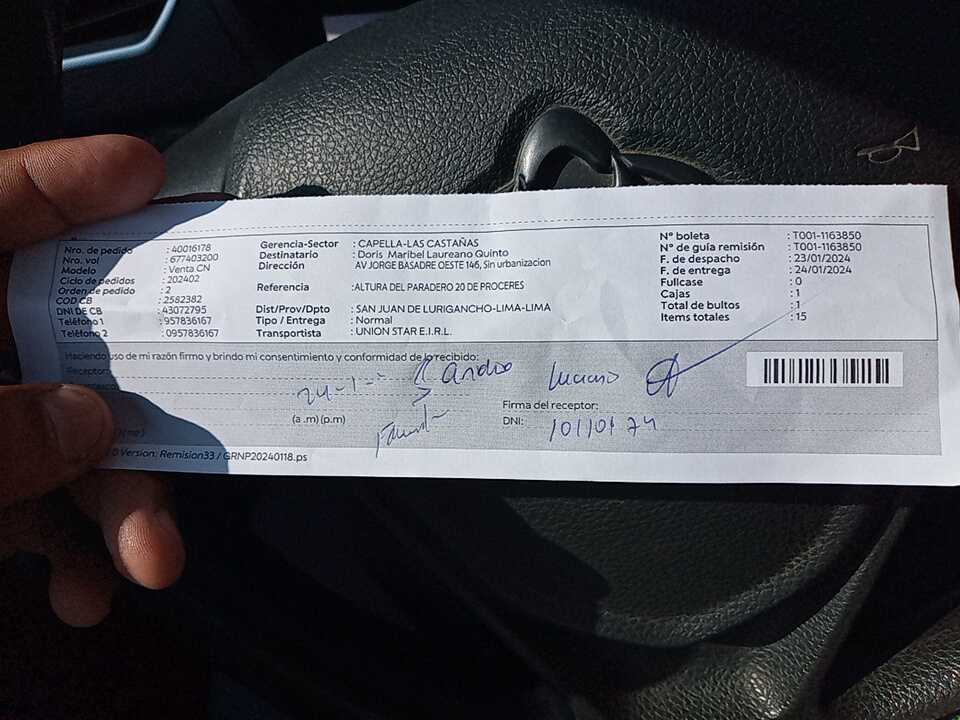 Nro. de pedido : 40016178
Nro. vol : 677403200
Modelo : Venta CN
Ciclo de pedidos : 202402
Orden de pedido : 2
COD CB : 2582382
DNI DE CB : 43072795
Teléfono 1 : 957836167
Teléfono 2 : 0957836167
Gerencia-Sector : CAPELLA-LAS CASTAÑAS
Destinatario : Doris Maribel Laureano Quinto
Dirección : AV JORGE BASADRE OESTE 146, Sin urbanizacion
Referencia : ALTURA DEL PARADERO 20 DE PROCERES
Dist/Prov/Dpto : SAN JUAN DE LURIGANCHO-LIMA-LIMA
Tipo / Entrega : Normal
Transportista : UNION STAR E.I.R.L.
N° boleta : T001-1163850
N° de guía remisión : T001-1163850
F. de despacho : 23/01/2024
F. de entrega : 24/01/2024
Fullcase : 0
Cajas : 1
Total de bultos : 1
Items totales : 15
Haciendo uso de mi razón firmo y brindo mi consentimiento y conformidad de lo recibido:
Receptor:
(a .m) (p.m)
Firma del receptor:
DNI:
Version: Remision33 / GRNP20240118.ps